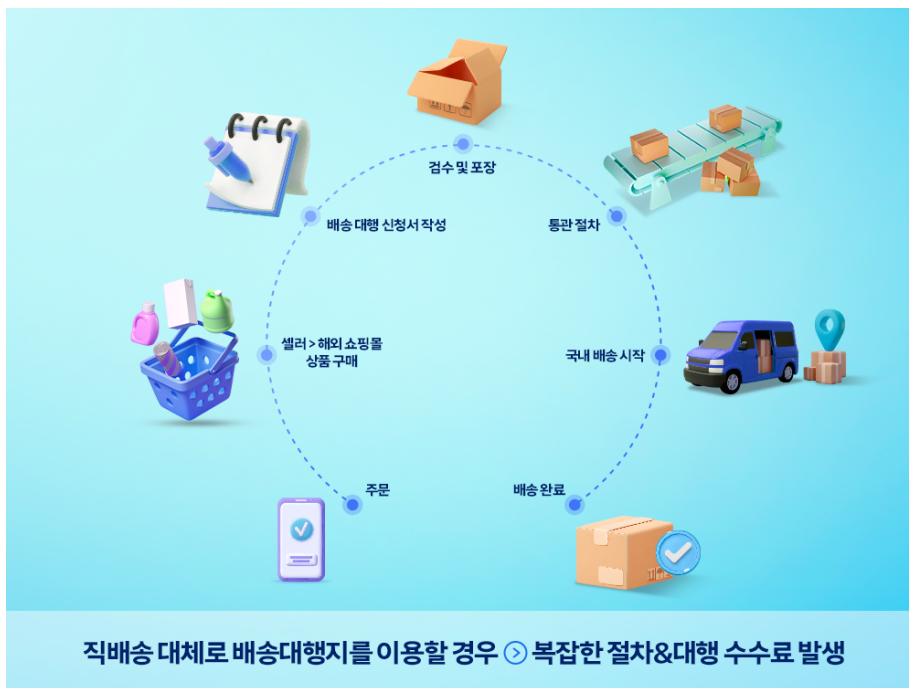 주문
셀러 > 해외 쇼핑몰
상품 구매
배송 대행 신청서 작성
검수 및 포장
통관 절차
국내 배송 시작
배송 완료
직배송 대체로 배송대행지를 이용할 경우 > 복잡한 절차&대행 수수료 발생